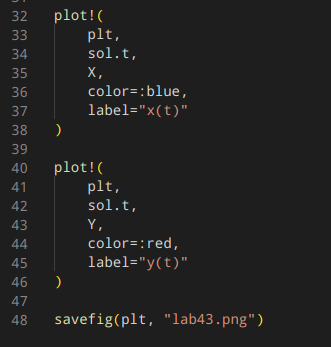 32 plot!(
33     plt,
34     sol.t,
35     X,
36     color=:blue,
37     label="x(t)"
38 )
39
40 plot!(
41     plt,
42     sol.t,
43     Y,
44     color=:red,
45     label="y(t)"
46 )
47
48 savefig(plt, "lab43.png")